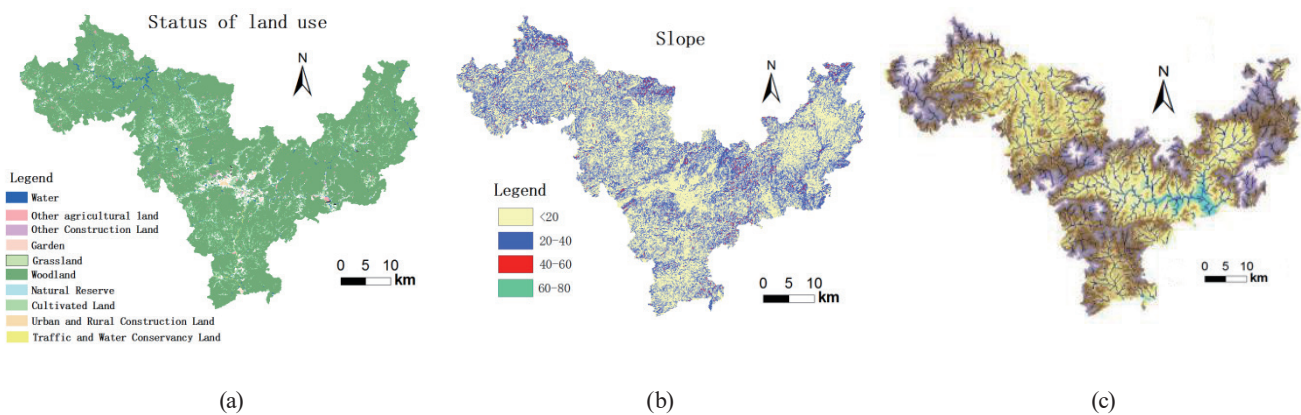 Status of land use
N
Legend
Water
Other agricultural land
Other Construction Land
Garden
Grassland
Woodland
Natural Reserve
Cultivated Land
Urban and Rural Construction Land
Traffic and Water Conservancy Land
0 5 10
km
(a)
Slope
N
Legend
<20
20-40
40-60
60-80
0 5 10
km
(b)
N
0 5 10
km
(c)